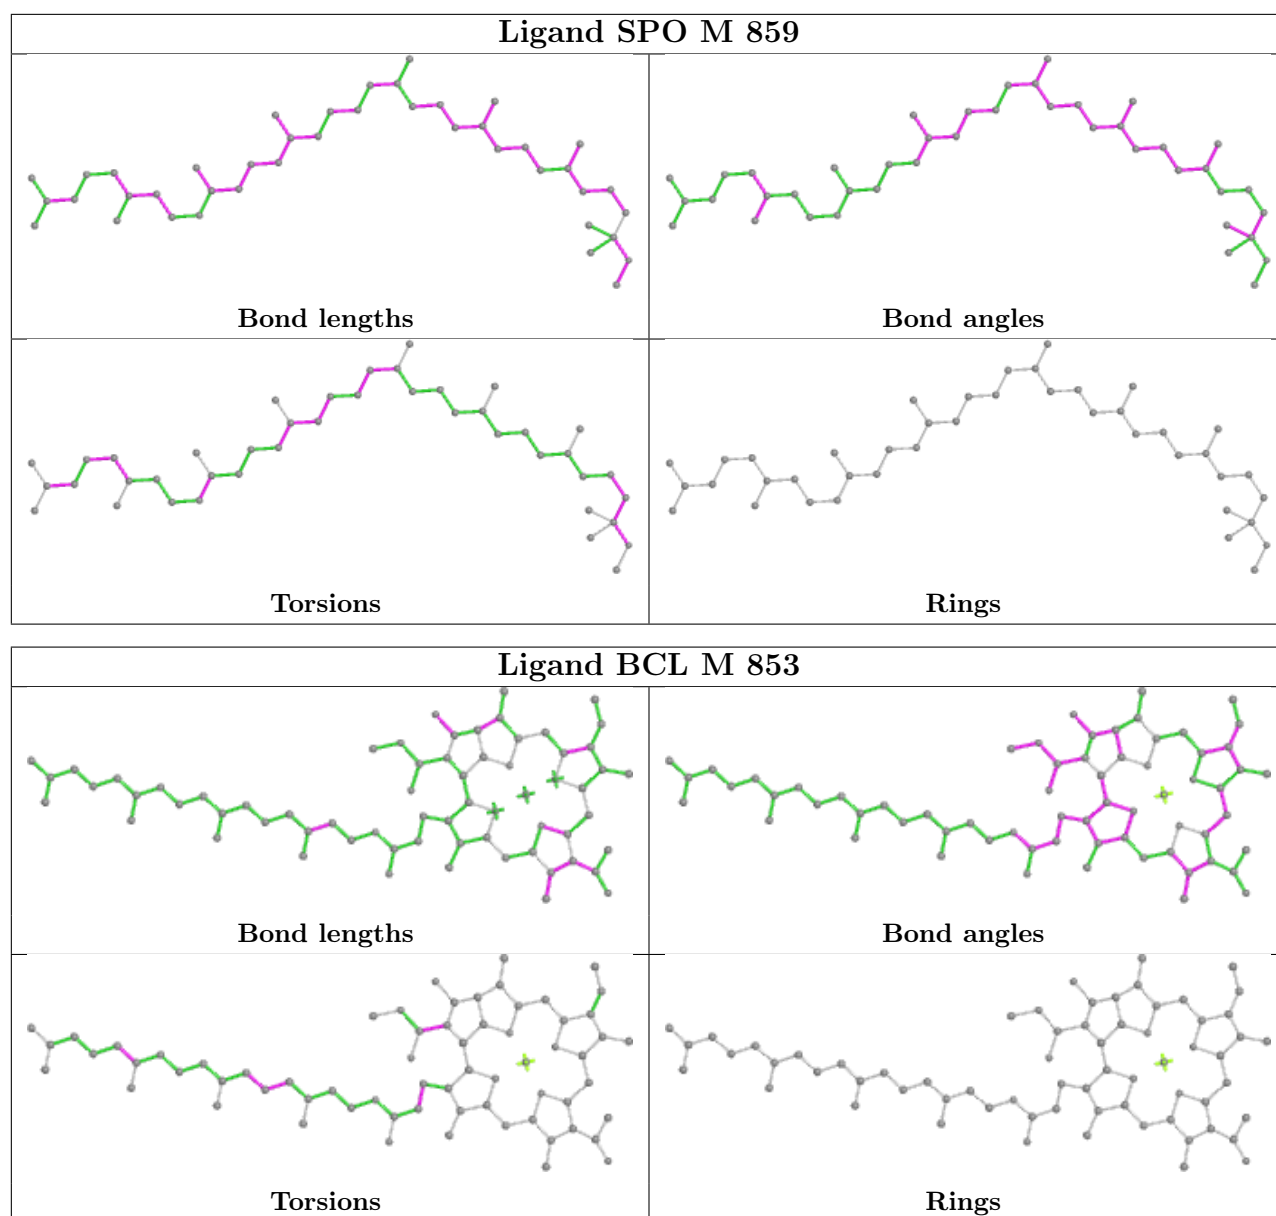 Ligand SPO M 859
Bond lengths
Bond angles
Torsions
Rings
Ligand BCL M 853
Bond lengths
Bond angles
Torsions
Rings